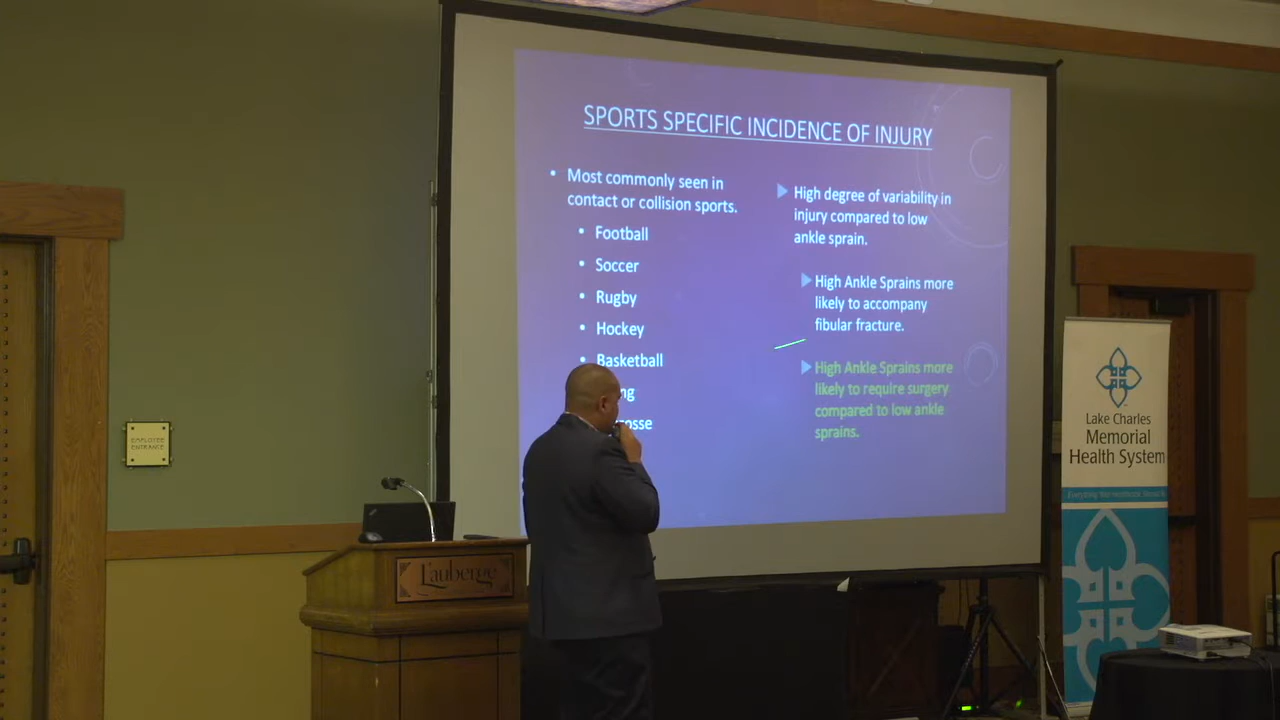 SPORTS SPECIFIC INCIDENCE OF INJURY
• Most commonly seen in
contact or collision sports.
• Football
• Soccer
• Rugby
• Hockey
• Basketball
High degree of variability in
injury compared to low
ankle sprain.
High Ankle Sprains more
likely to accompany
fibular fracture.
High Ankle Sprains more
likely to require surgery
compared to low ankle
sprains.
EMPLOYEE
ENTRANCE
L'auberge
Lake Charles
Memorial
Health System